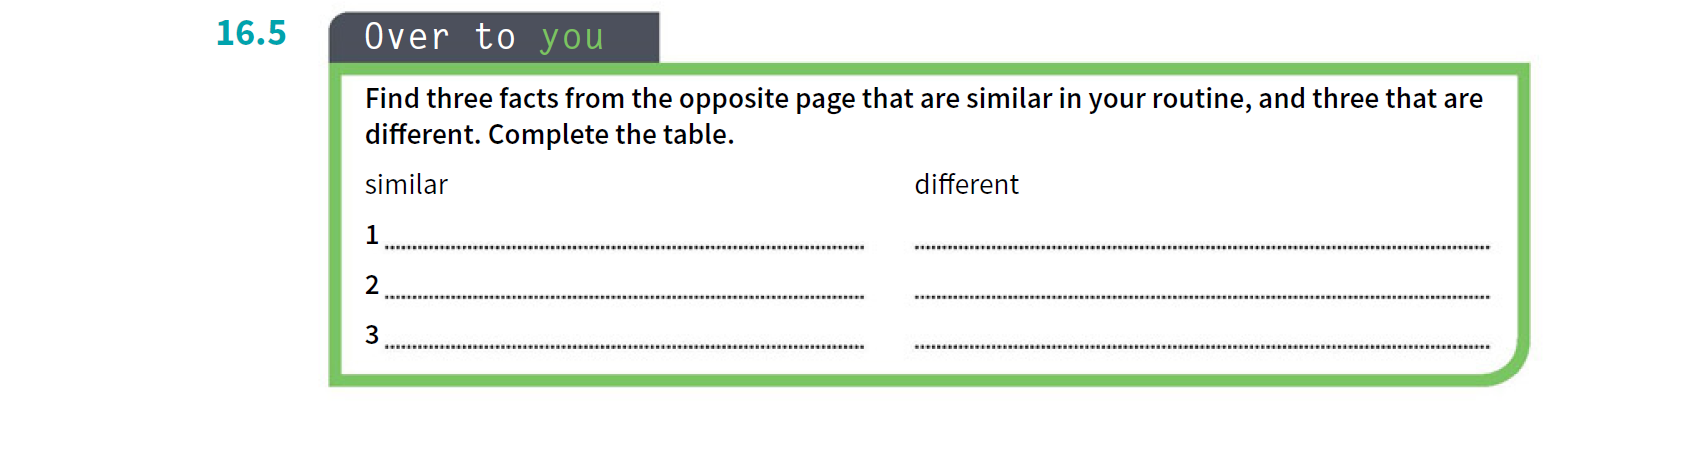 16.5 Over to you
Find three facts from the opposite page that are similar in your routine, and three that are
different. Complete the table.
similar different
1
2
3